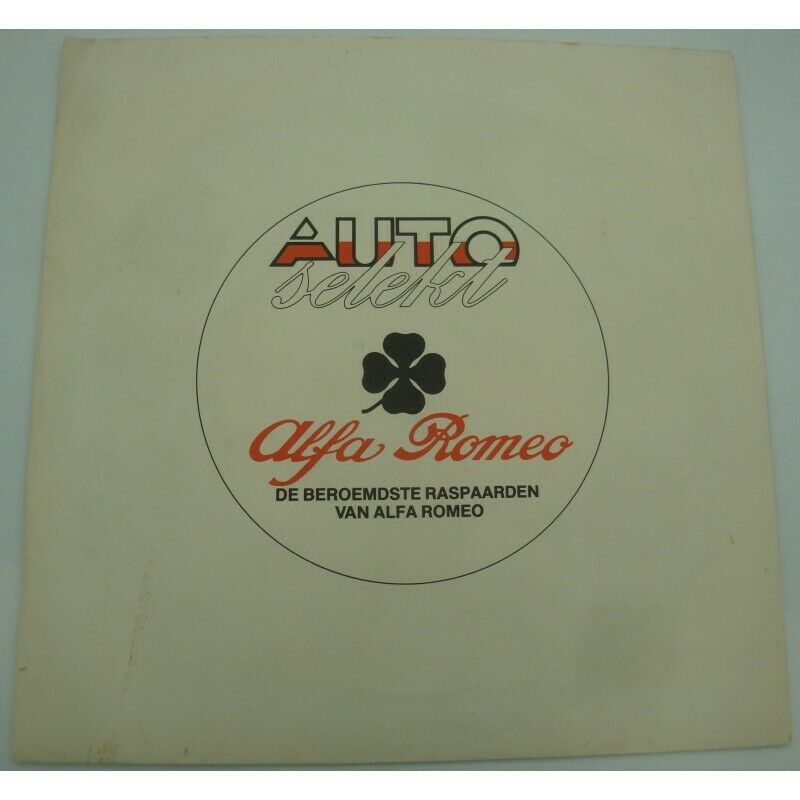 AUTO
selekt
Alfa Romeo
DE BEROEMDSTE RASPAARDEN
VAN ALFA ROMEO